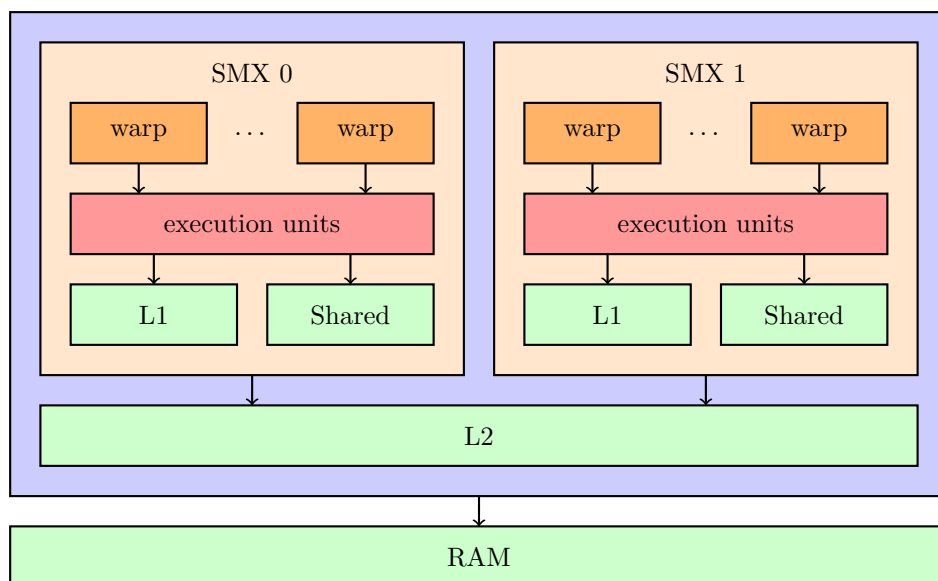 SMX 0
warp ... warp
execution units
L1
Shared
SMX 1
warp ... warp
execution units
L1
Shared
L2
RAM